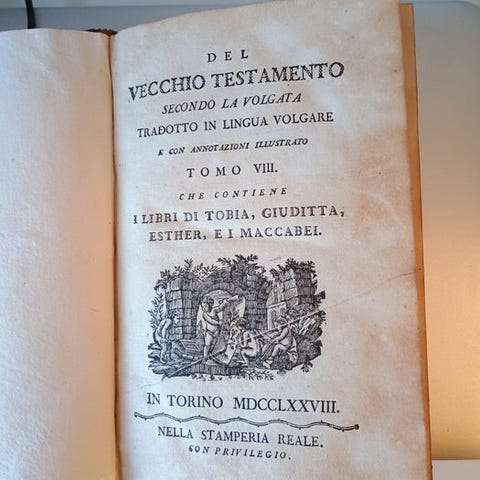 DEL
VECCHIO TESTAMENTO
SECONDO LA VOLGATA
TRADOTTO IN LINGUA VOLGARE
E CON ANNOTAZIONI ILLUSTRATO
TOMO VIII.
CHE CONTIENE
I LIBRI DI TOBIA, GIUDITTA,
ESTHER, E I MACCABEI.
IN TORINO MDCCLXXVIII.
NELLA STAMPERIA REALE.
CON PRIVILEGIO.